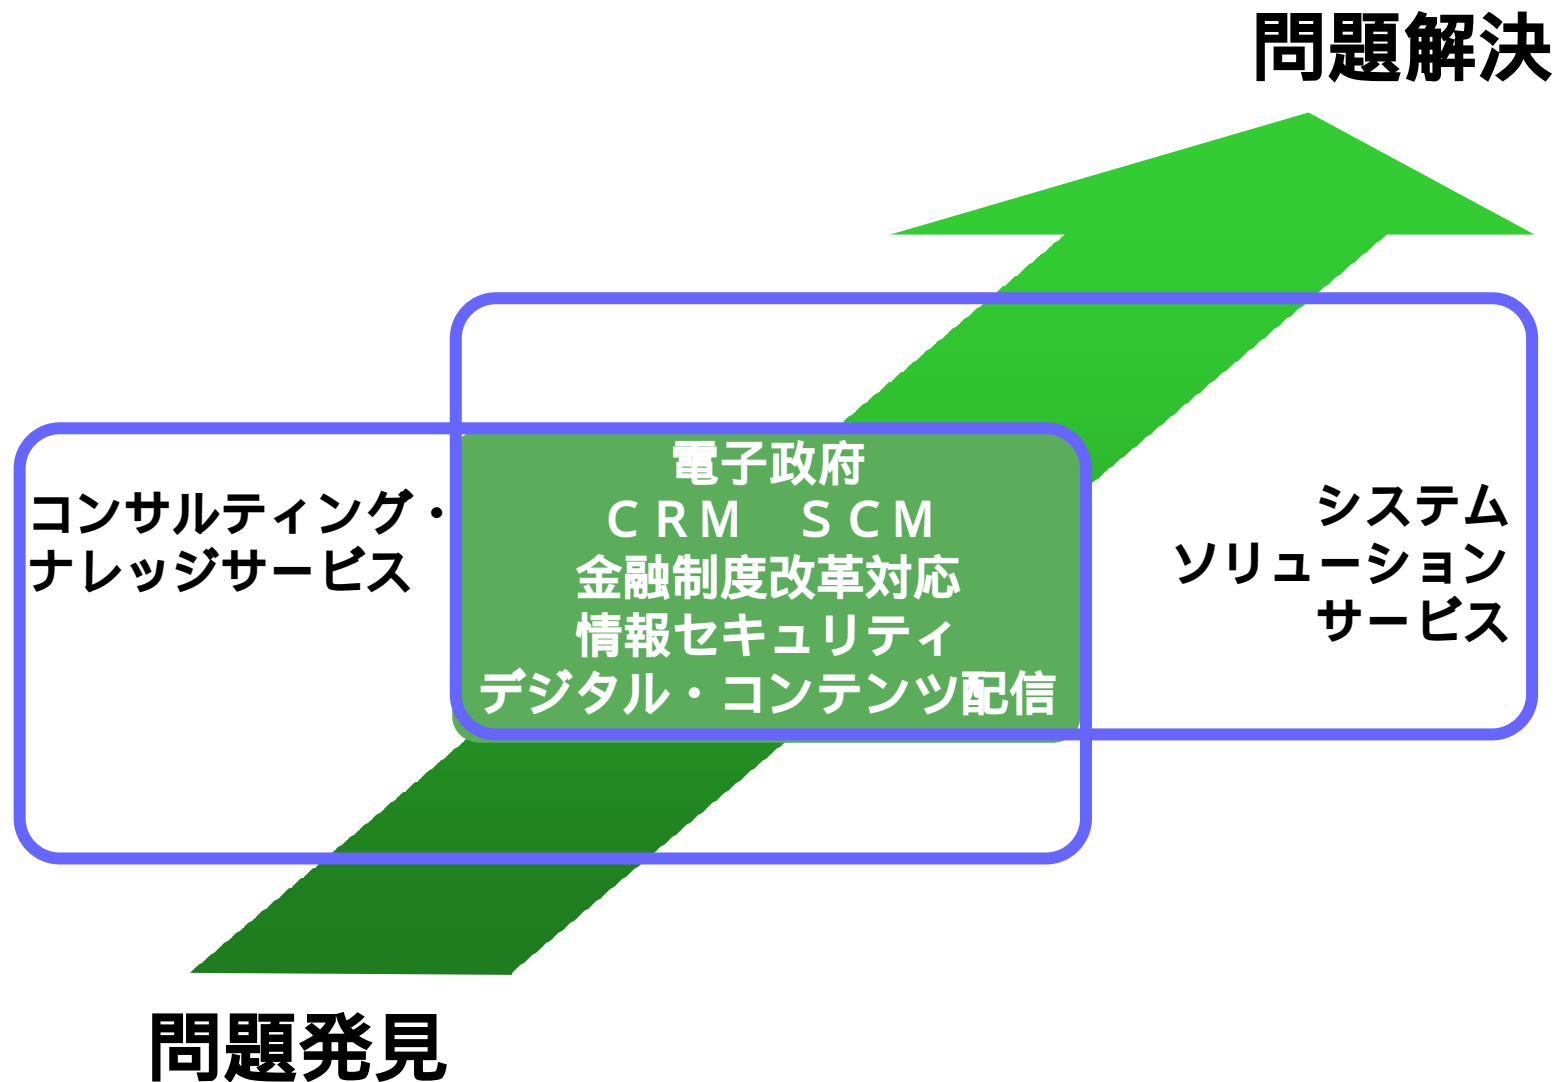 問題解決
電子政府
ＣＲＭ　ＳＣＭ
金融制度改革対応
情報セキュリティ
デジタル・コンテンツ配信
コンサルティング・
ナレッジサービス
システム
ソリューション
サービス
問題発見